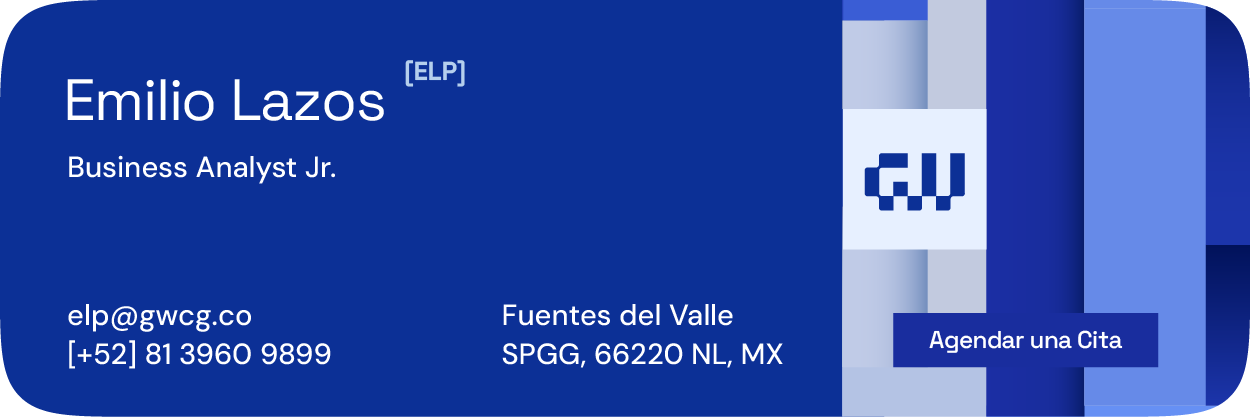 Emilio Lazos [ELP]
Business Analyst Jr.
elp@gwcg.co
[+52] 81 3960 9899
Fuentes del Valle
SPGG, 66220 NL, MX
GW
Agendar una Cita